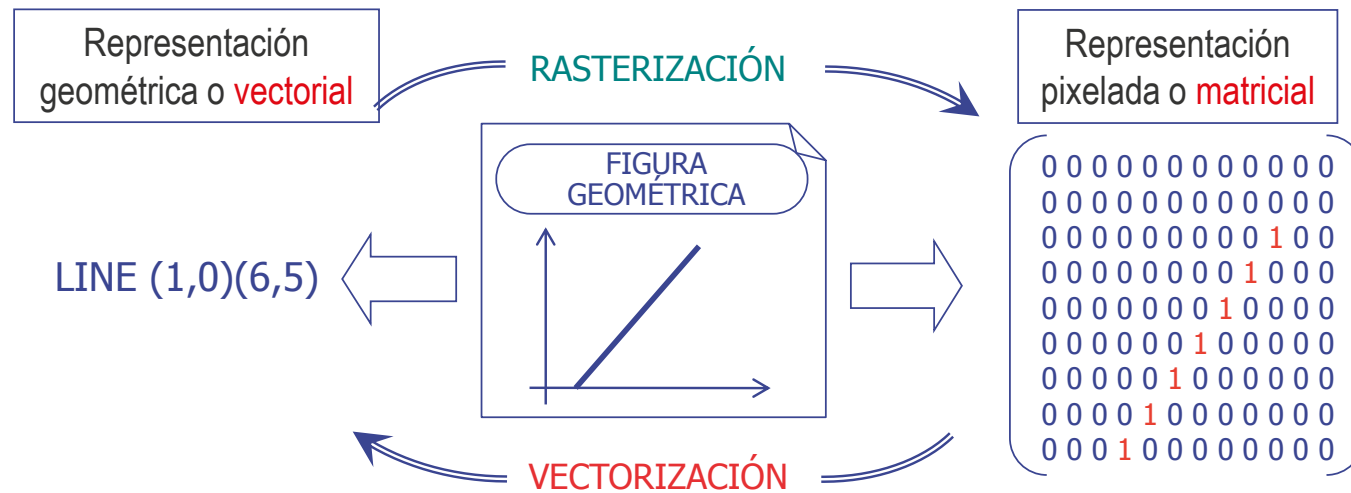 Representación
geométrica o vectorial
RASTERIZACIÓN
Representación
pixelada o matricial
FIGURA
GEOMÉTRICA
LINE (1,0)(6,5)
0 0 0 0 0 0 0 0 0 0 0 0
0 0 0 0 0 0 0 0 0 0 0 0
0 0 0 0 0 0 0 0 0 1 0 0
0 0 0 0 0 0 0 0 1 0 0 0
0 0 0 0 0 0 0 1 0 0 0 0
0 0 0 0 0 0 1 0 0 0 0 0
0 0 0 0 0 1 0 0 0 0 0 0
0 0 0 0 1 0 0 0 0 0 0 0
0 0 0 1 0 0 0 0 0 0 0 0
VECTORIZACIÓN